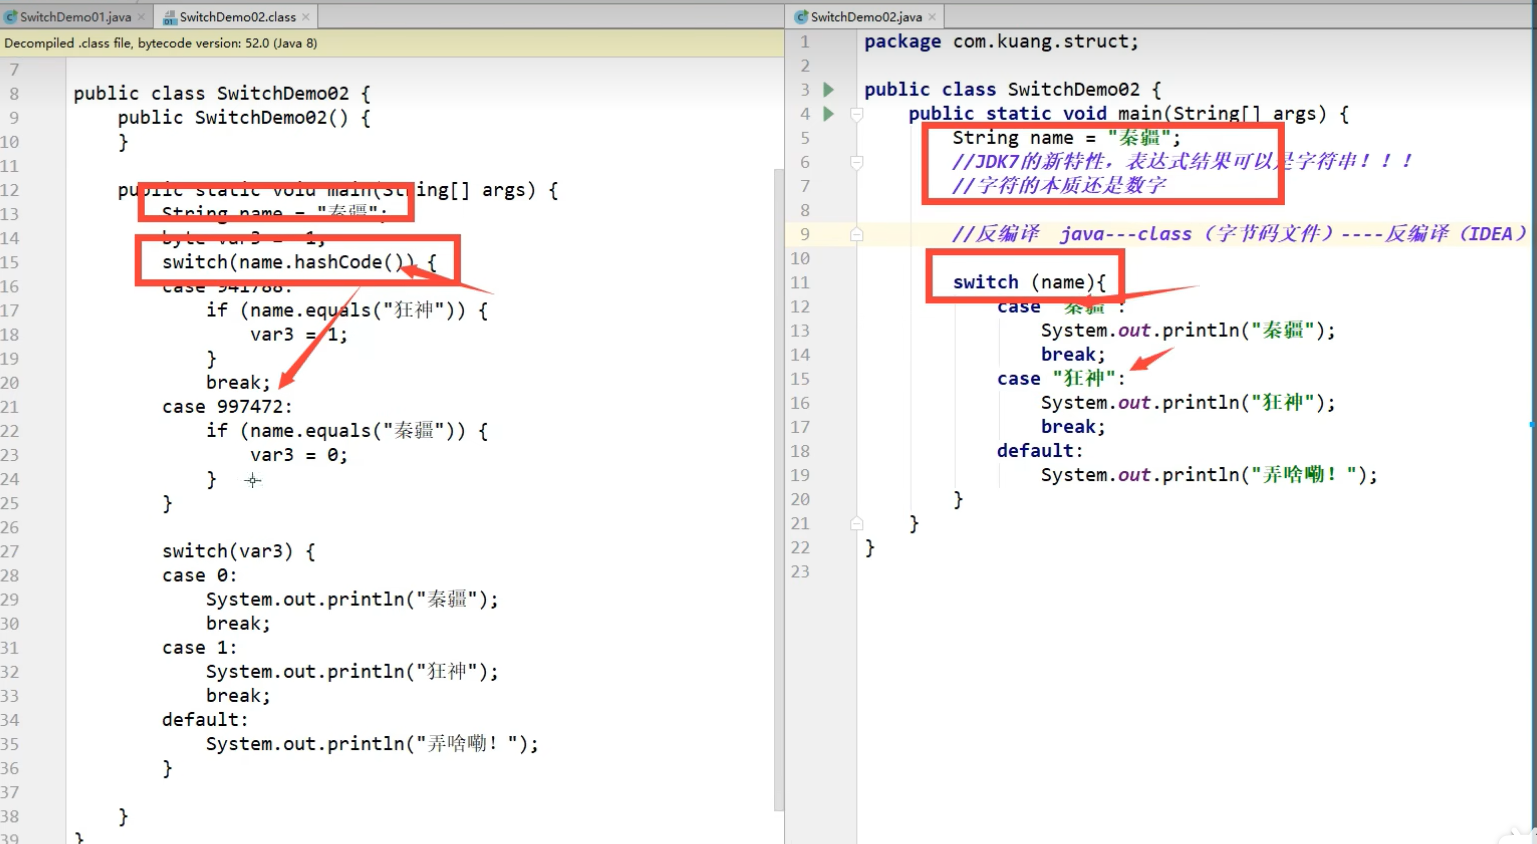 SwitchDemo01.java
SwitchDemo02.class
Decompiled .class file, bytecode version: 52.0 (Java 8)
7
8 public class SwitchDemo02 {
9 public SwitchDemo02() {
10 }
11
12 public static void main(String[] args) {
13 String name = "秦疆";
14 byte var3 = -1;
15 switch(name.hashCode()) {
16 case 941788:
17 if (name.equals("狂神")) {
18 var3 = 1;
19 }
20 break;
21 case 997472:
22 if (name.equals("秦疆")) {
23 var3 = 0;
24 }
25 }
26
27 switch(var3) {
28 case 0:
29 System.out.println("秦疆");
30 break;
31 case 1:
32 System.out.println("狂神");
33 break;
34 default:
35 System.out.println("弄啥嘞！");
36 }
37
38 }
39 }
SwitchDemo02.java
1 package com.kuang.struct;
2
3 public class SwitchDemo02 {
4 public static void main(String[] args) {
5 String name = "秦疆";
6 //JDK7的新特性，表达式结果可以是字符串！！！
7 //字符的本质还是数字
8
9 //反编译 java---class（字节码文件）----反编译（IDEA）
10
11 switch (name){
12 case "秦疆":
13 System.out.println("秦疆");
14 break;
15 case "狂神":
16 System.out.println("狂神");
17 break;
18 default:
19 System.out.println("弄啥嘞！");
20 }
21 }
22 }
23